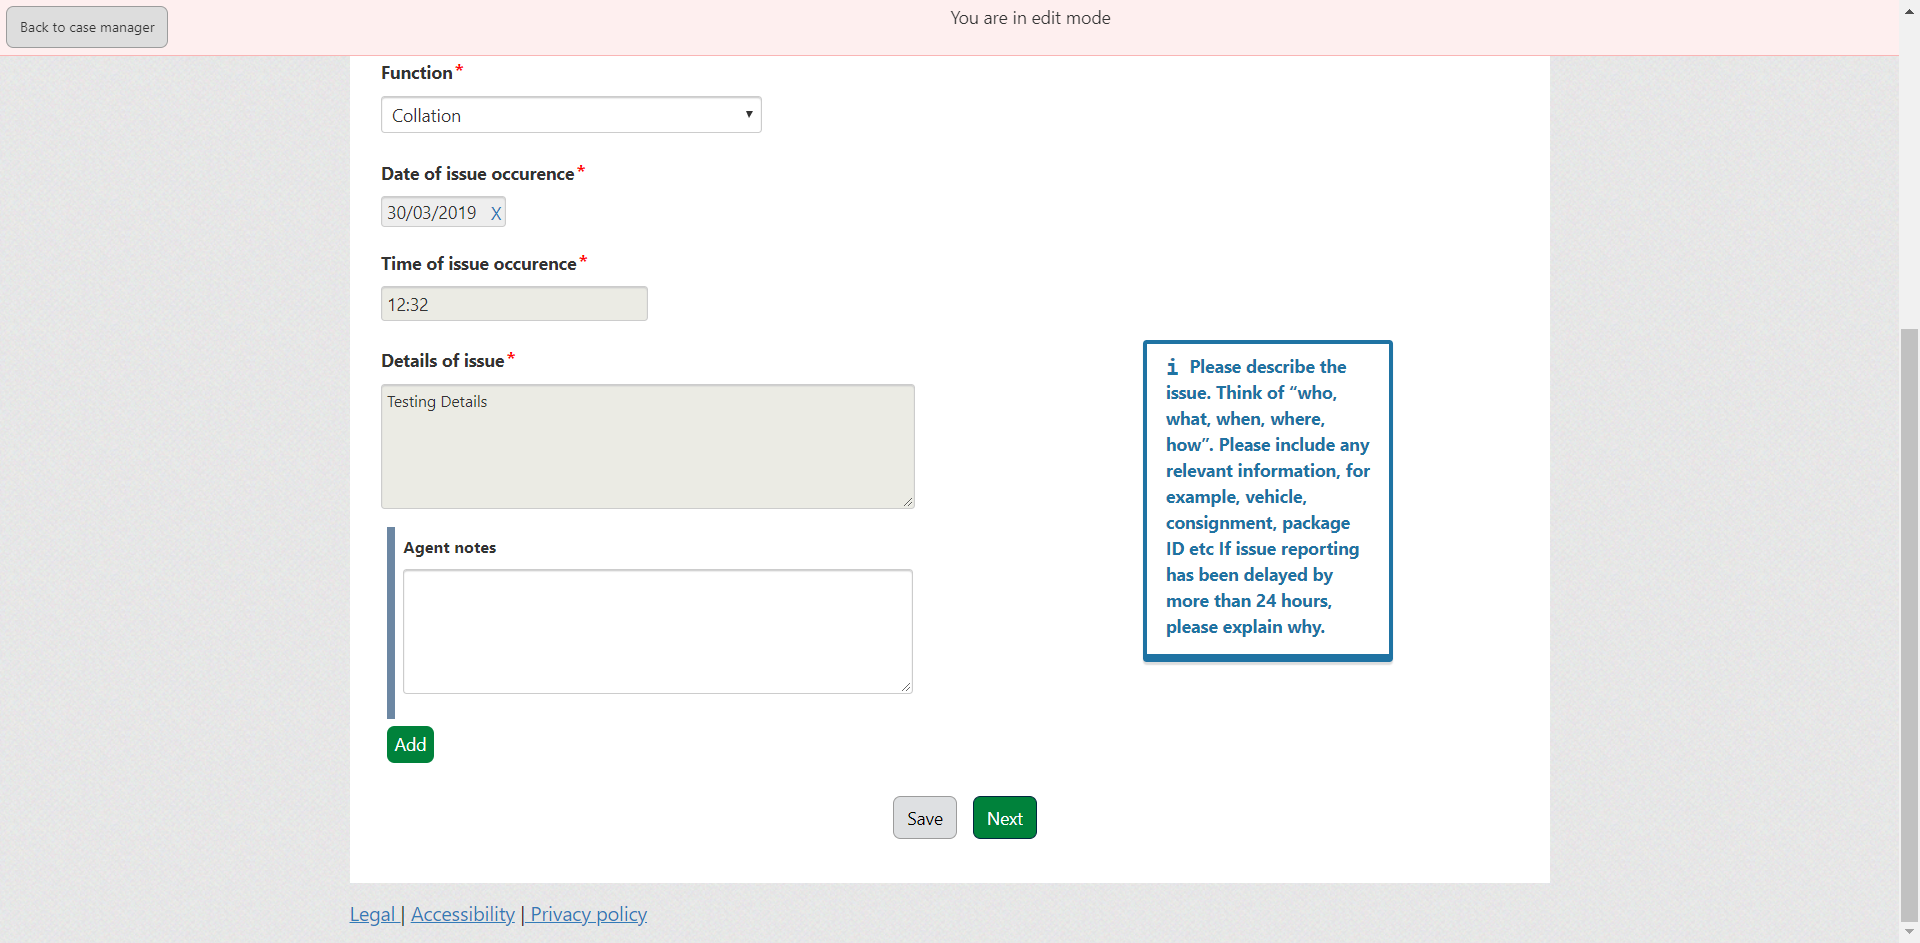 Back to case manager
You are in edit mode
Function*
Collation
Date of issue occurence*
30/03/2019 X
Time of issue occurence*
12:32
Details of issue*
Testing Details
i Please describe the
issue. Think of “who,
what, when, where,
how”. Please include any
relevant information, for
example, vehicle,
consignment, package
ID etc If issue reporting
has been delayed by
more than 24 hours,
please explain why.
Agent notes
Add
Save Next
Legal | Accessibility | Privacy policy